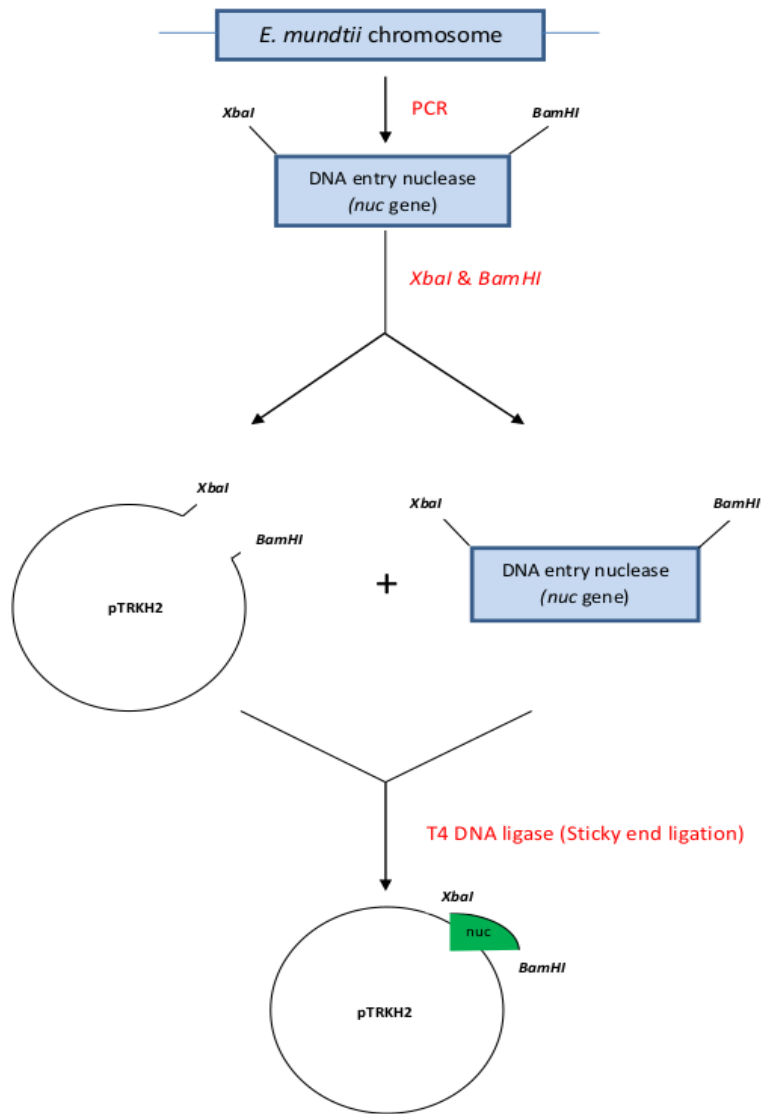 E. mundtii chromosome
PCR
XbaI
BamHI
DNA entry nuclease
(nuc gene)
XbaI & BamHI
XbaI
BamHI
pTRKH2
+
XbaI
BamHI
DNA entry nuclease
(nuc gene)
T4 DNA ligase (Sticky end ligation)
XbaI
nuc
BamHI
pTRKH2